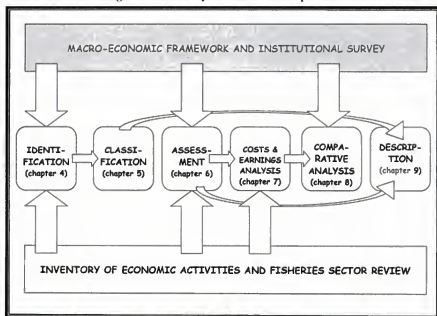 MACRO-ECONOMIC FRAMEWORK AND INSTITUTIONAL SURVEY
IDENTI-
FICATION
(chapter 4)
CLASSI-
FICATION
(chapter 5)
ASSESS-
MENT
(chapter 6)
COSTS &
EARNINGS
ANALYSIS
(chapter 7)
COMPA-
RATIVE
ANALYSIS
(chapter 8)
DESCRIP-
TION
(chapter 9)
INVENTORY OF ECONOMIC ACTIVITIES AND FISHERIES SECTOR REVIEW